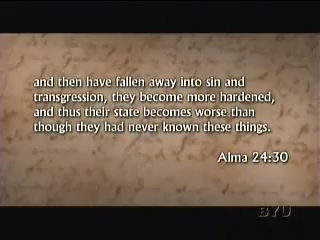 and then have fallen away into sin and
transgression, they become more hardened,
and thus their state becomes worse than
though they had never known these things.
Alma 24:30
BYU